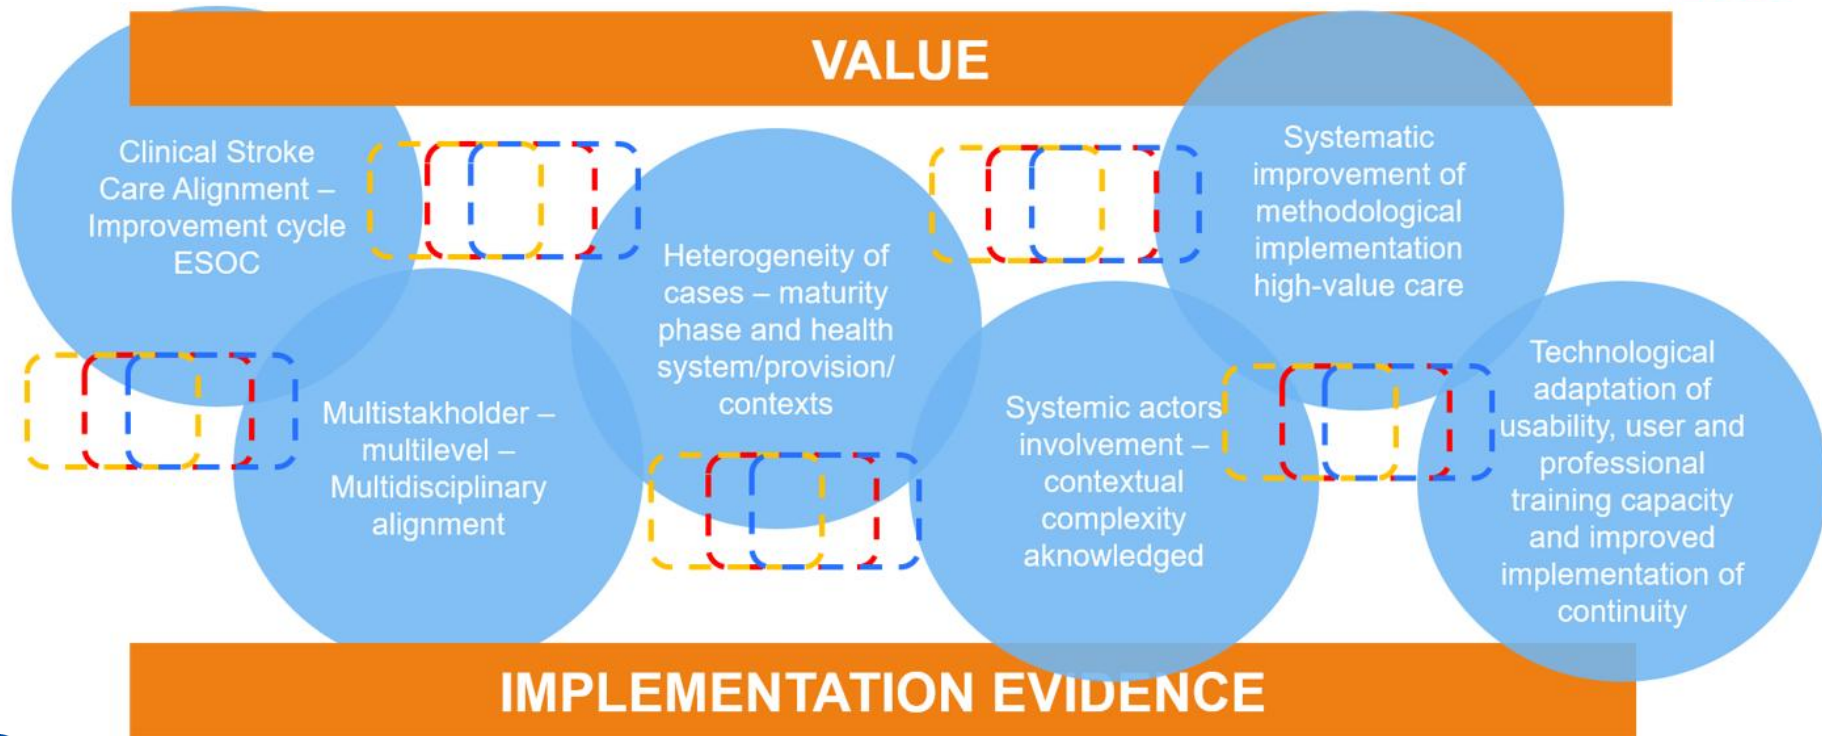 VALUE
Clinical Stroke
Care Alignment –
Improvement cycle
ESOC
Multistakholder –
multilevel –
Multidisciplinary
alignment
Heterogeneity of
cases – maturity
phase and health
system/provision/
contexts
Systemic actors
involvement –
contextual
complexity
aknowledged
Systematic
improvement of
methodological
implementation
high-value care
Technological
adaptation of
usability, user and
professional
training capacity
and improved
implementation of
continuity
IMPLEMENTATION EVIDENCE